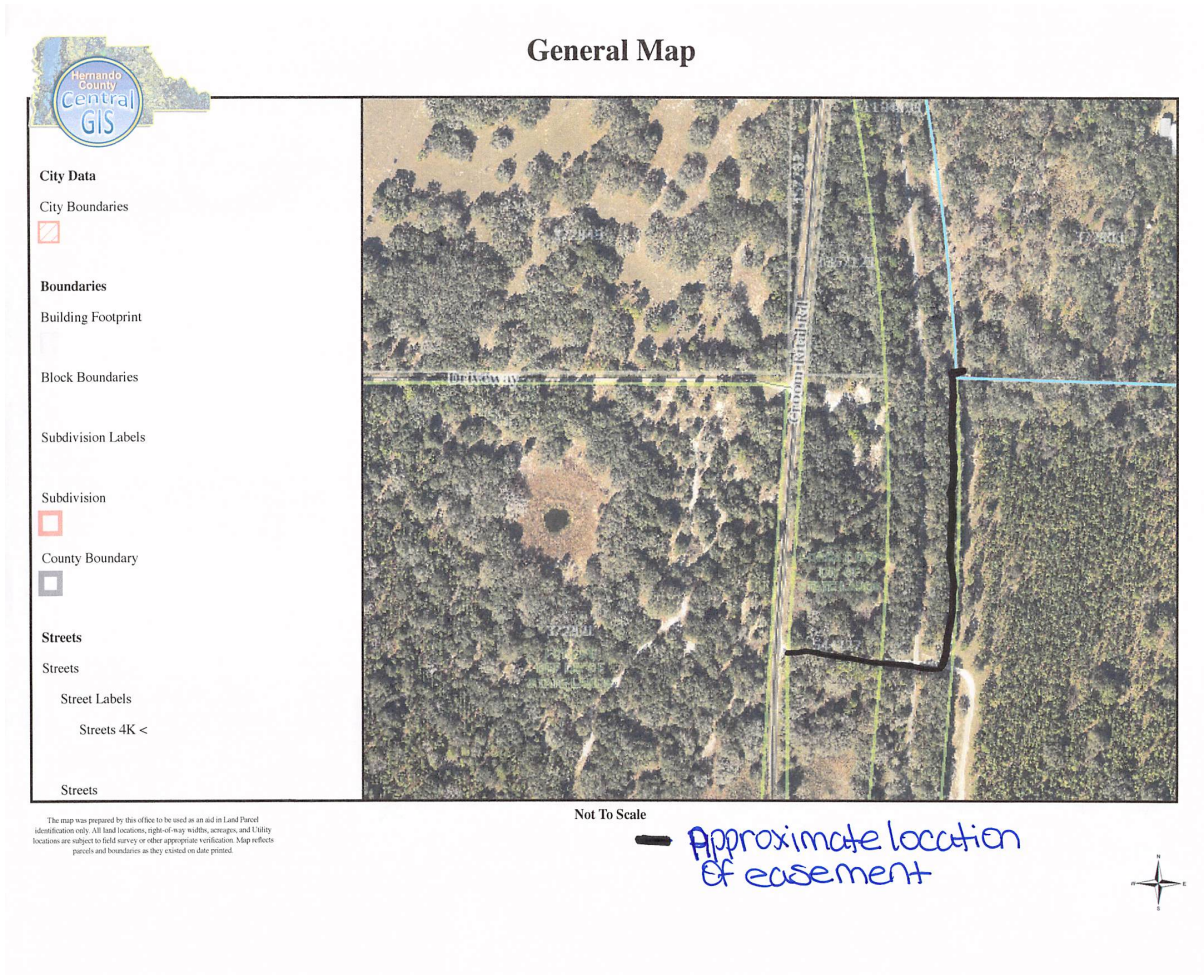 General Map
Hernando
County
Central
GIS
City Data
City Boundaries
Boundaries
Building Footprint
Block Boundaries
Subdivision Labels
Subdivision
County Boundary
Streets
Streets
Street Labels
Streets 4K <
Streets
Driveway
Croom Rital Rd
Not To Scale
The map was prepared by this office to be used as an aid in Land Parcel
identification only. All land locations, right-of-way widths, acreages, and Utility
locations are subject to field survey or other appropriate verification. Map reflects
parcels and boundaries as they existed on date printed.
Approximate location
of easement
N
W
E
S